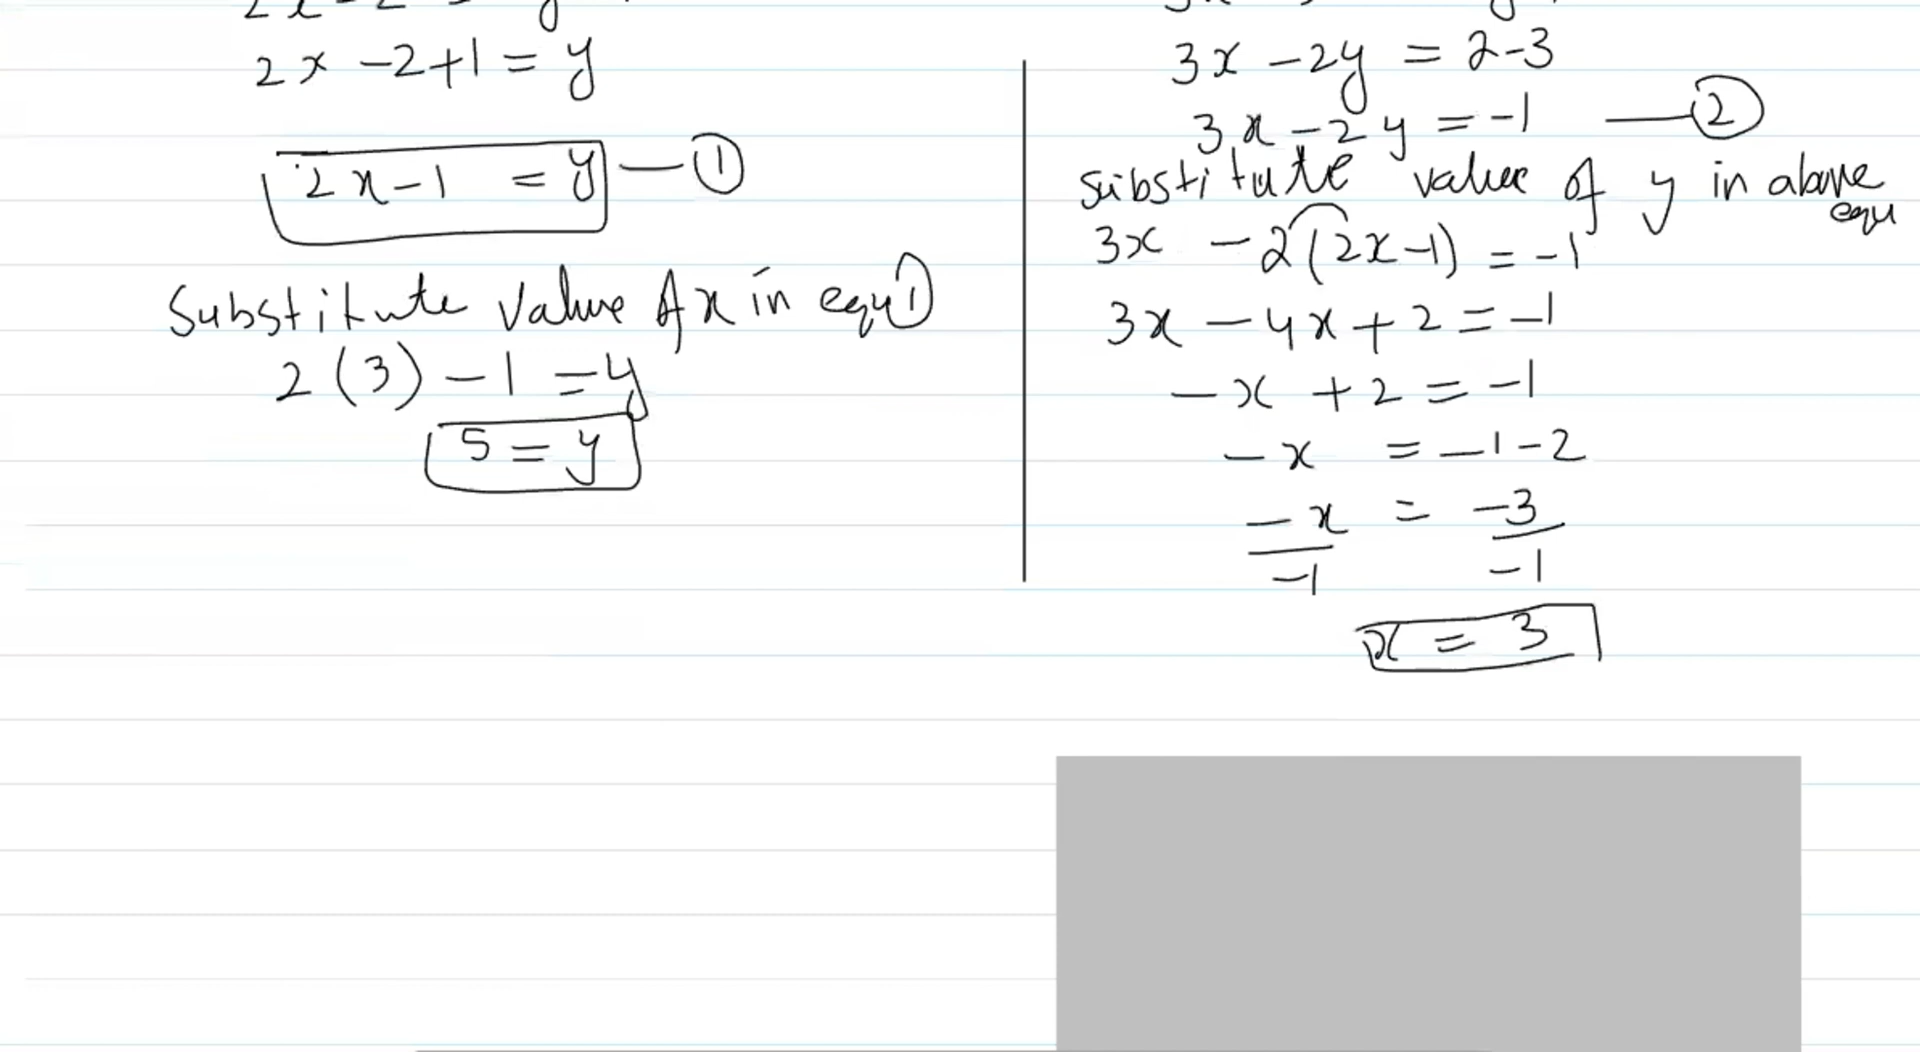 2x -2+1 = y
2x-1 = y — ①
Substitute value of x in equ ①
2 (3) - 1 = y
5 = y
3x - 2y = 2-3
3x - 2y = -1 — ②
substitute value of y in above
equ
3x - 2(2x-1) = -1
3x - 4x + 2 = -1
-x + 2 = -1
-x = -1-2
-x = -3
-1 -1
x = 3